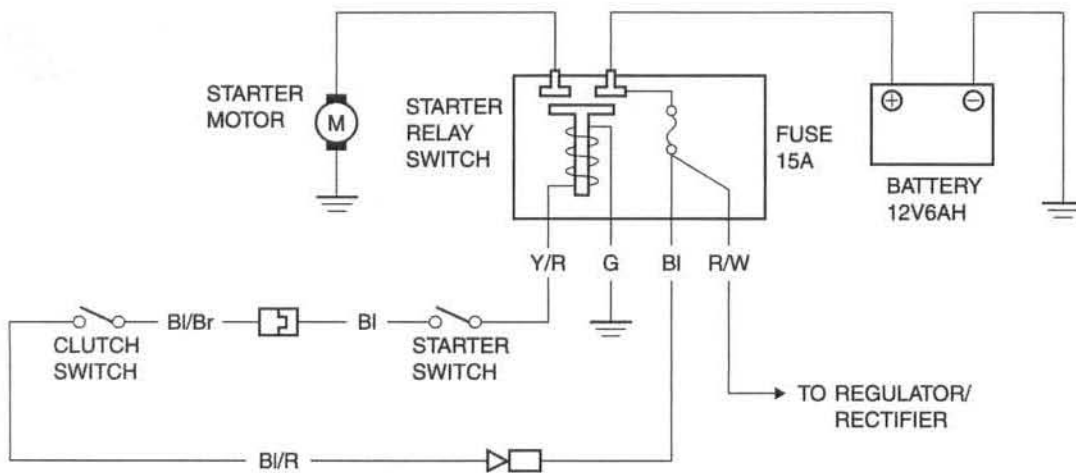 STARTER
MOTOR
M
STARTER
RELAY
SWITCH
FUSE
15A
+
−
BATTERY
12V6AH
Y/R
G
Bl
R/W
Bl/Br
Bl
CLUTCH
SWITCH
STARTER
SWITCH
TO REGULATOR/
RECTIFIER
Bl/R